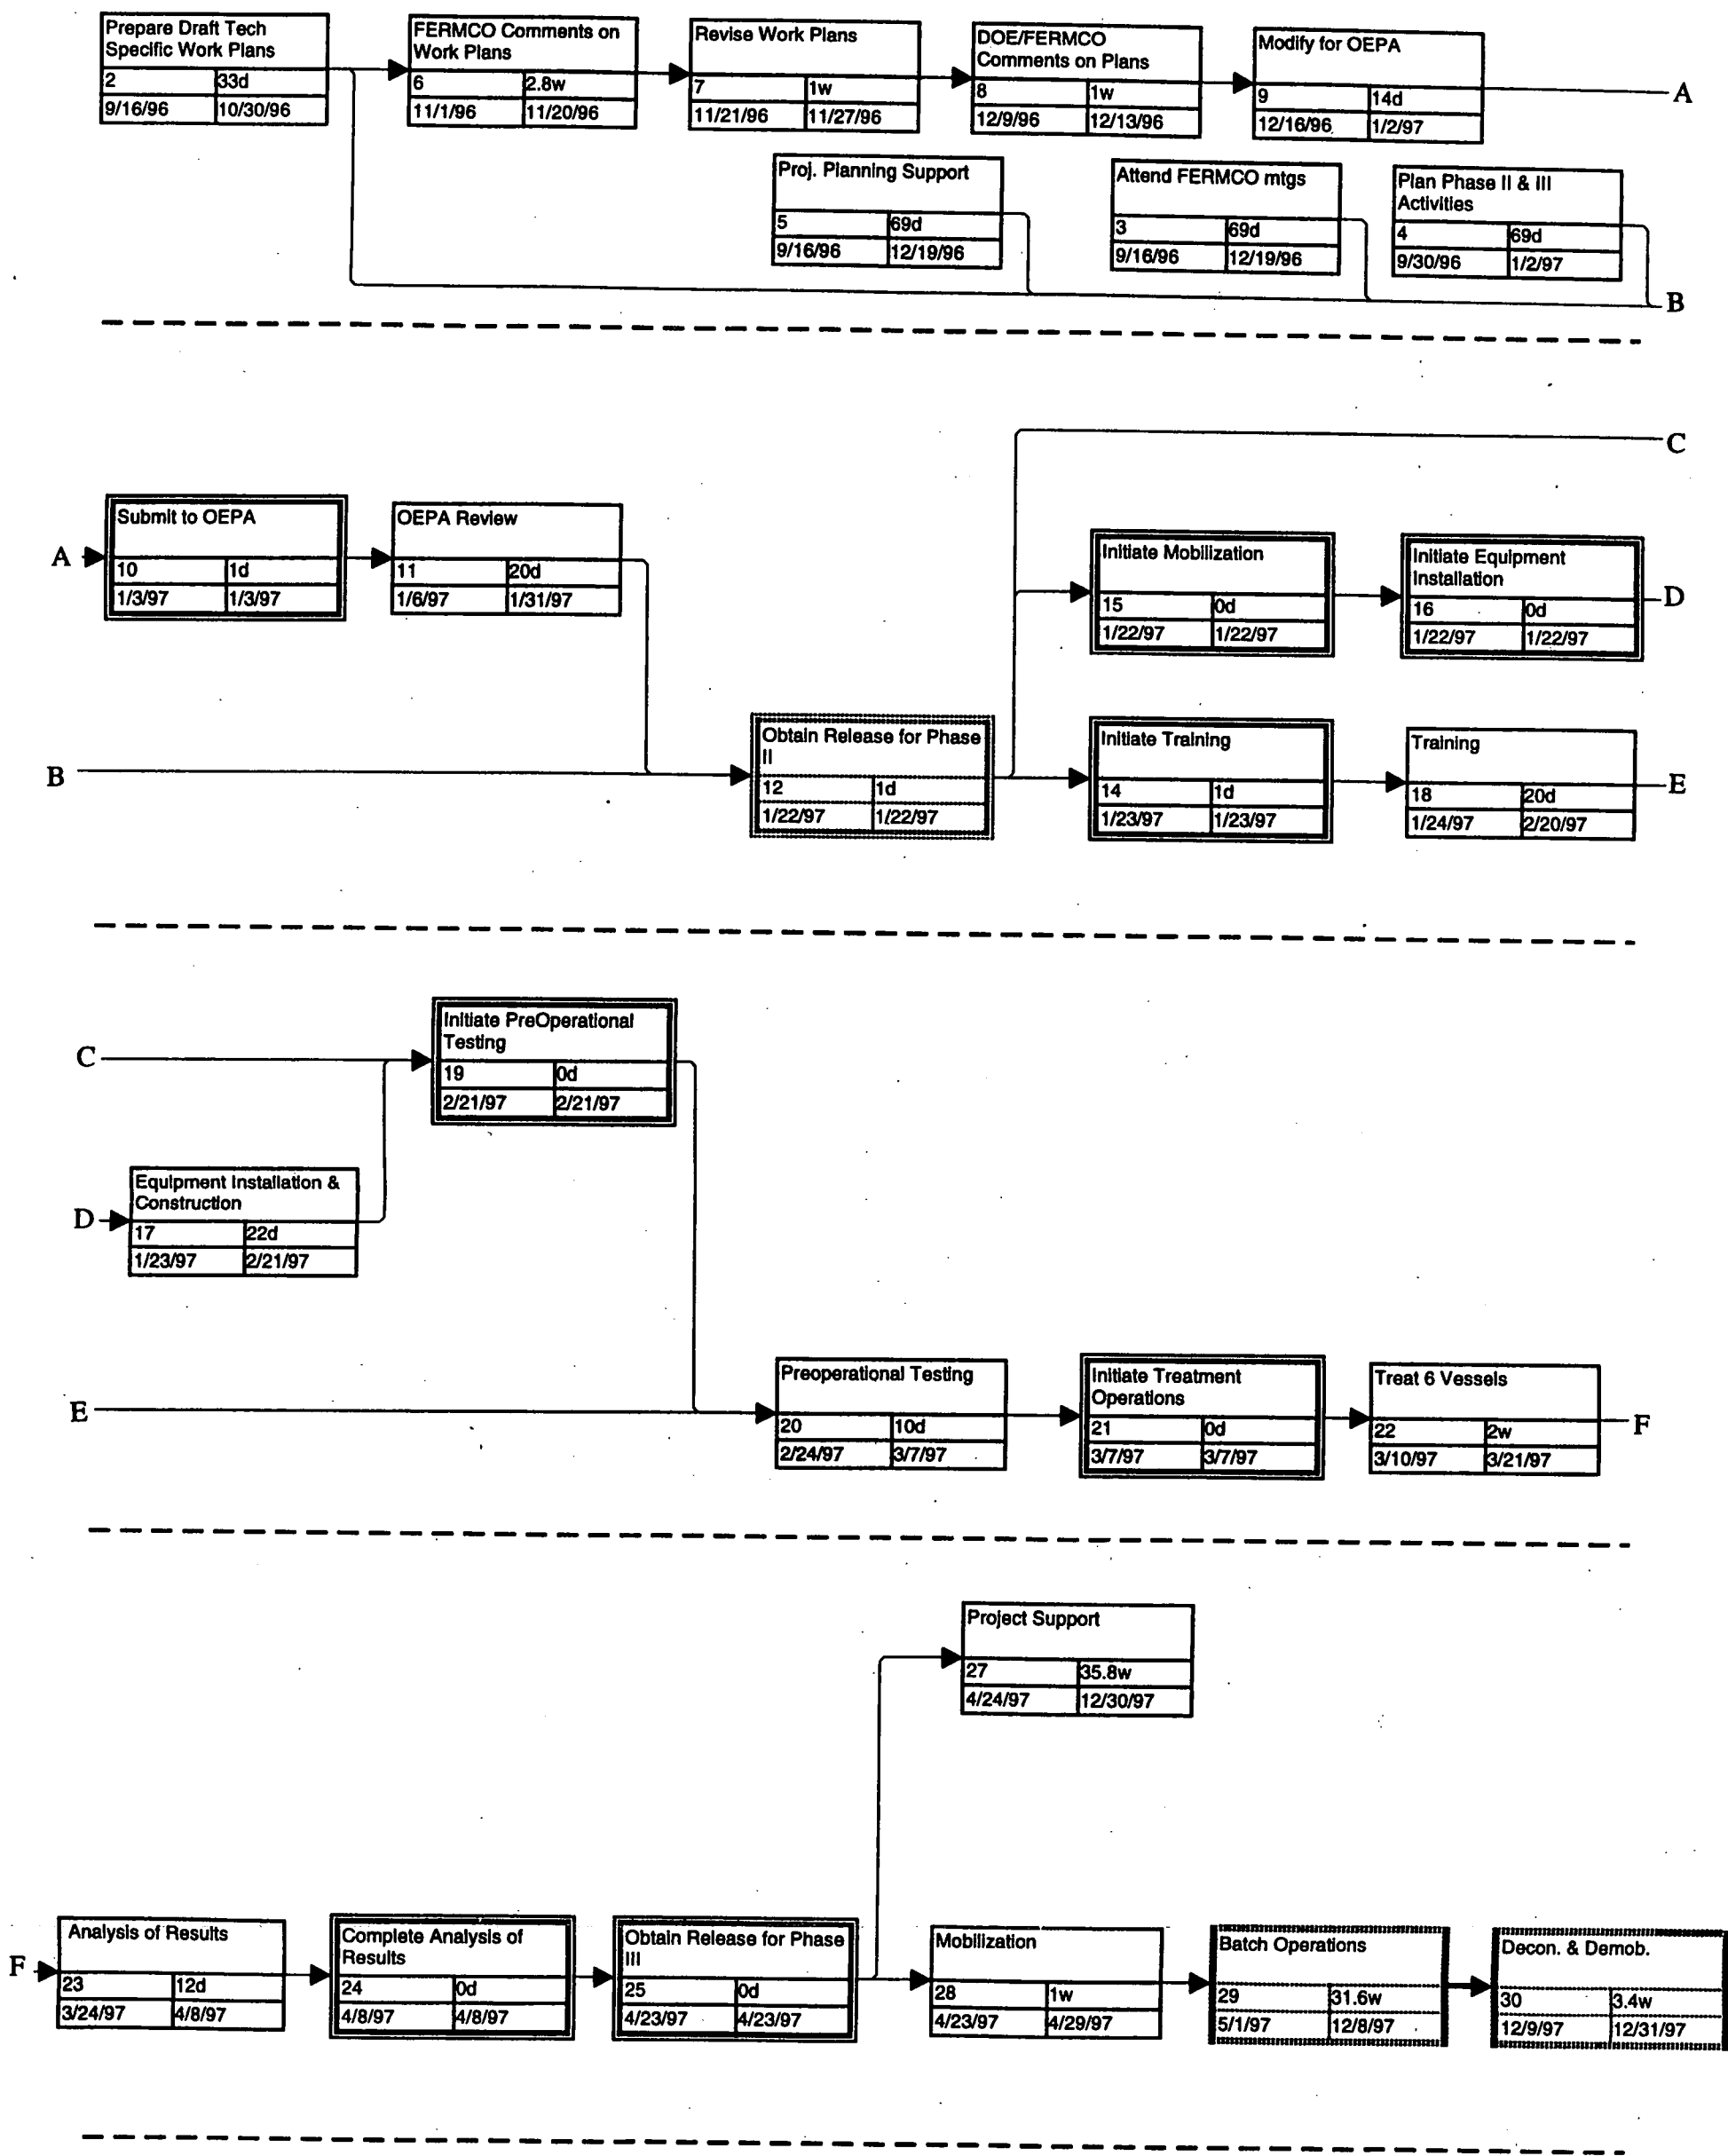 Prepare Draft Tech
Specific Work Plans
2 33d
9/16/96 10/30/96
FERMCO Comments on
Work Plans
6 2.8w
11/1/96 11/20/96
Revise Work Plans
7 1w
11/21/96 11/27/96
DOE/FERMCO
Comments on Plans
8 1w
12/9/96 12/13/96
Modify for OEPA
9 14d
12/16/96 1/2/97
A
Proj. Planning Support
5 69d
9/16/96 12/19/96
Attend FERMCO mtgs
3 69d
9/16/96 12/19/96
Plan Phase II & III
Activities
4 69d
9/30/96 1/2/97
B
C
A
Submit to OEPA
10 1d
1/3/97 1/3/97
OEPA Review
11 20d
1/6/97 1/31/97
Initiate Mobilization
15 0d
1/22/97 1/22/97
Initiate Equipment
Installation
16 0d
1/22/97 1/22/97
D
B
Obtain Release for Phase
II
12 1d
1/22/97 1/22/97
Initiate Training
14 1d
1/23/97 1/23/97
Training
18 20d
1/24/97 2/20/97
E
C
Initiate PreOperational
Testing
19 0d
2/21/97 2/21/97
D
Equipment Installation &
Construction
17 22d
1/23/97 2/21/97
E
Preoperational Testing
20 10d
2/24/97 3/7/97
Initiate Treatment
Operations
21 0d
3/7/97 3/7/97
Treat 6 Vessels
22 2w
3/10/97 3/21/97
F
Project Support
27 35.8w
4/24/97 12/30/97
F
Analysis of Results
23 12d
3/24/97 4/8/97
Complete Analysis of
Results
24 0d
4/8/97 4/8/97
Obtain Release for Phase
III
25 0d
4/23/97 4/23/97
Mobilization
28 1w
4/23/97 4/29/97
Batch Operations
29 31.6w
5/1/97 12/8/97
Decon. & Demob.
30 3.4w
12/9/97 12/31/97